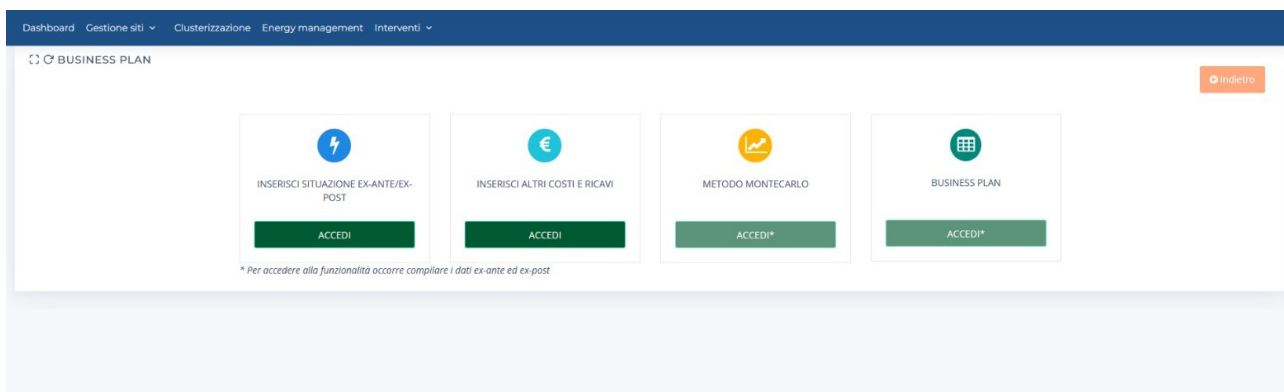 Dashboard Gestione siti Clusterizzazione Energy management Interventi
BUSINESS PLAN
Indietro
INSERISCI SITUAZIONE EX-ANTE/EX-
POST
ACCEDI
INSERISCI ALTRI COSTI E RICAVI
ACCEDI
METODO MONTECARLO
ACCEDI*
BUSINESS PLAN
ACCEDI*
* Per accedere alla funzionalità occorre compilare i dati ex-ante ed ex-post